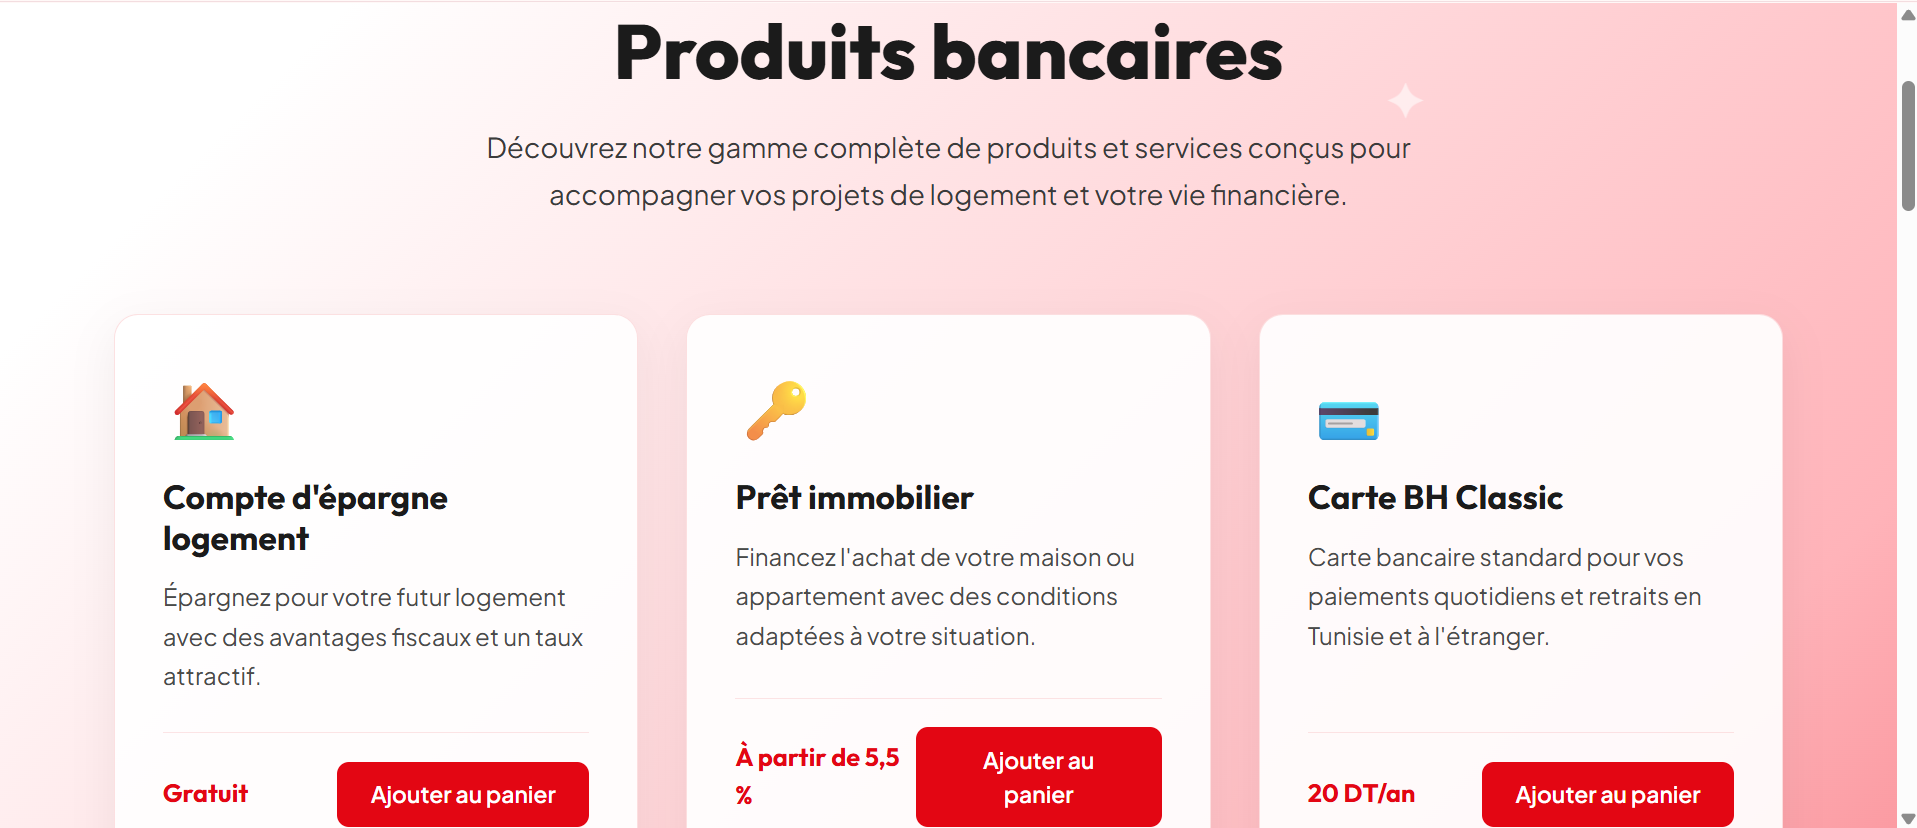 Produits bancaires
Découvrez notre gamme complète de produits et services conçus pour
accompagner vos projets de logement et votre vie financière.
Compte d'épargne
logement
Épargnez pour votre futur logement
avec des avantages fiscaux et un taux
attractif.
Gratuit
Ajouter au panier
Prêt immobilier
Financez l'achat de votre maison ou
appartement avec des conditions
adaptées à votre situation.
À partir de 5,5
%
Ajouter au
panier
Carte BH Classic
Carte bancaire standard pour vos
paiements quotidiens et retraits en
Tunisie et à l'étranger.
20 DT/an
Ajouter au panier